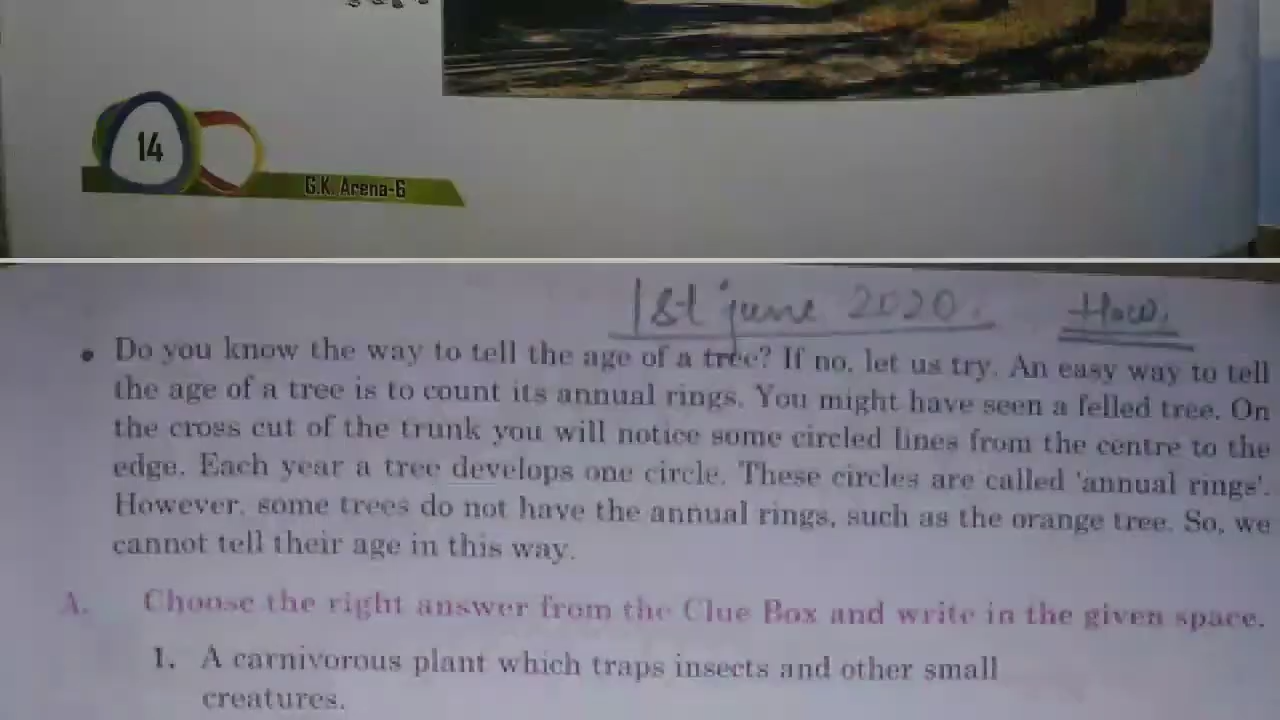 14
G.K. Arena-6
1st june 2020. H.w.
• Do you know the way to tell the age of a tree? If no, let us try. An easy way to tell
the age of a tree is to count its annual rings. You might have seen a felled tree. On
the cross cut of the trunk you will notice some circled lines from the centre to the
edge. Each year a tree develops one circle. These circles are called 'annual rings'.
However, some trees do not have the annual rings, such as the orange tree. So, we
cannot tell their age in this way.
A. Choose the right answer from the Clue Box and write in the given space.
1. A carnivorous plant which traps insects and other small
creatures.